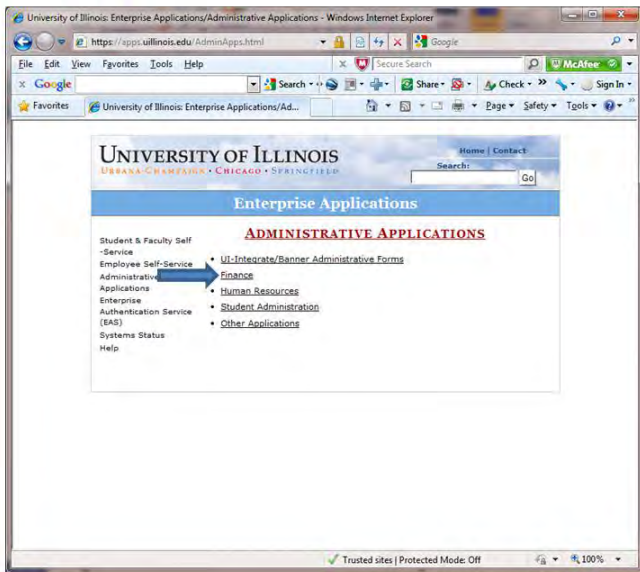 University of Illinois: Enterprise Applications/Administrative Applications - Windows Internet Explorer
https://apps.uillinois.edu/AdminApps.html
Google
File Edit View Favorites Tools Help
x Secure Search McAfee
x Google Search Share Check » Sign In
Favorites University of Illinois: Enterprise Applications/Ad... Page Safety Tools »
UNIVERSITY OF ILLINOIS
URBANA-CHAMPAIGN • CHICAGO • SPRINGFIELD
Home | Contact
Search:
Go
Enterprise Applications
Student & Faculty Self
-Service
Employee Self-Service
Administrative
Applications
Enterprise
Authentication Service
(EAS)
Systems Status
Help
ADMINISTRATIVE APPLICATIONS
• UI-Integrate/Banner Administrative Forms
Finance
• Human Resources
• Student Administration
• Other Applications
Trusted sites | Protected Mode: Off 100%